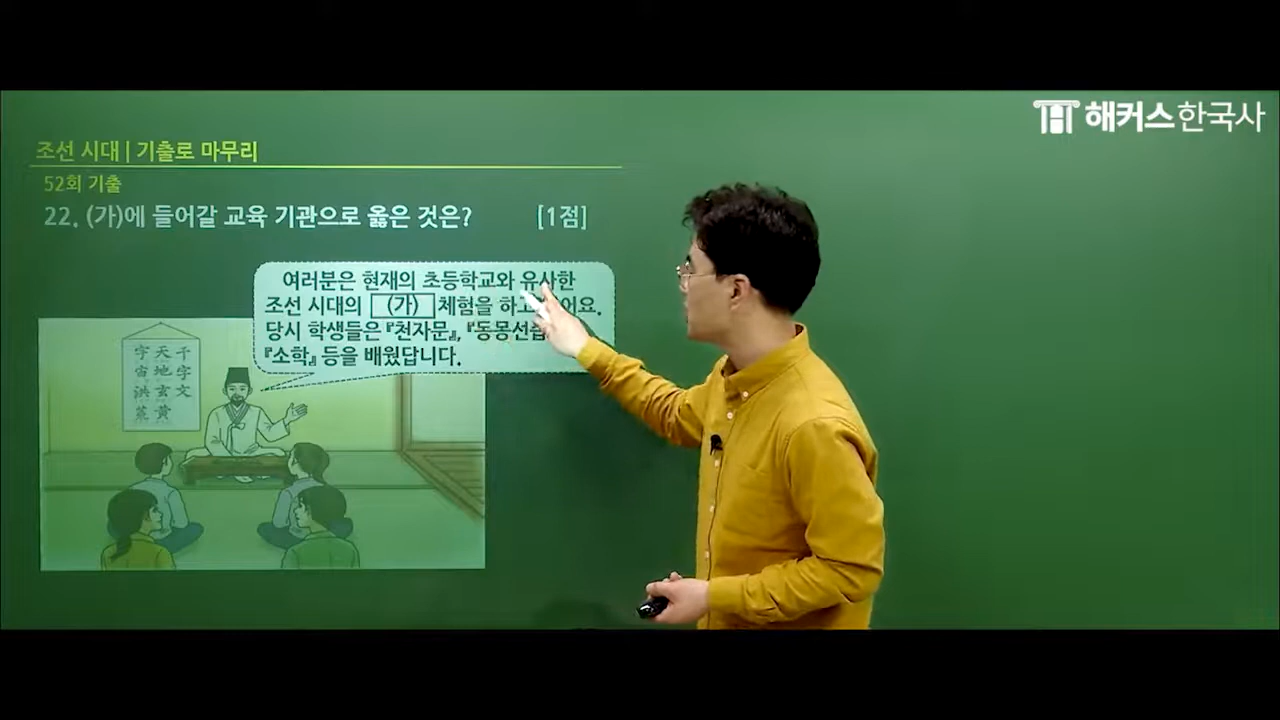 해커스한국사
조선 시대 | 기출로 마무리
52회 기출
22. (가)에 들어갈 교육 기관으로 옳은 것은? [1점]
여러분은 현재의 초등학교와 유사한
조선 시대의 (가) 체험을 하고
당시 학생들은 『천자문』, 『동몽선습
『소학』 등을 배웠답니다.
千字文
天地玄黃
字宙洪